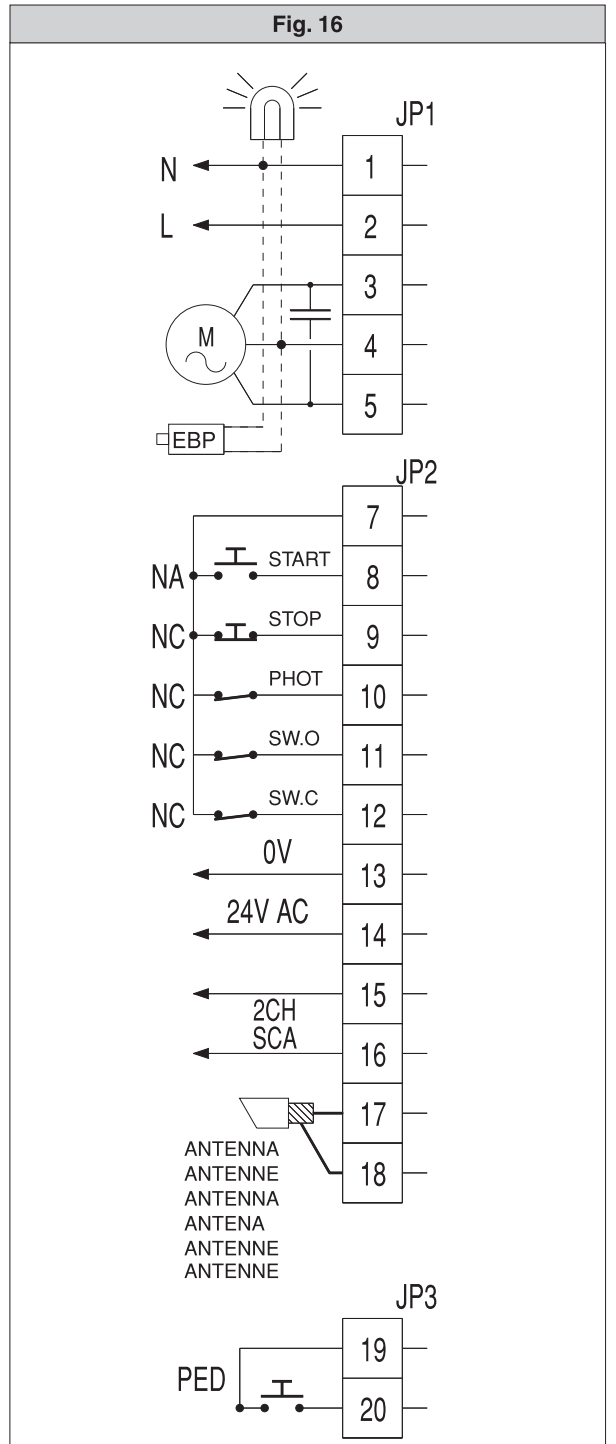 Fig. 16
JP1
N 1
L 2
3
M 4
5
EBP
JP2
7
NA START 8
NC STOP 9
NC PHOT 10
NC SW.O 11
NC SW.C 12
0V 13
24V AC 14
15
2CH
SCA 16
17
18
ANTENNA
ANTENNE
ANTENNA
ANTENA
ANTENNE
ANTENNE
JP3
19
PED
20